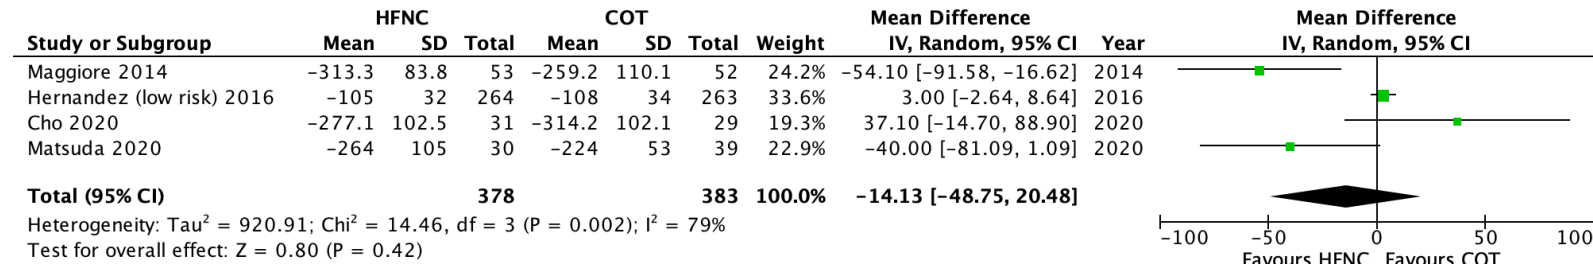 HFNC COT Mean Difference Mean Difference
Study or Subgroup Mean SD Total Mean SD Total Weight IV, Random, 95% CI Year IV, Random, 95% CI
Maggiore 2014 -313.3 83.8 53 -259.2 110.1 52 24.2% -54.10 [-91.58, -16.62] 2014
Hernandez (low risk) 2016 -105 32 264 -108 34 263 33.6% 3.00 [-2.64, 8.64] 2016
Cho 2020 -277.1 102.5 31 -314.2 102.1 29 19.3% 37.10 [-14.70, 88.90] 2020
Matsuda 2020 -264 105 30 -224 53 39 22.9% -40.00 [-81.09, 1.09] 2020
Total (95% CI) 378 383 100.0% -14.13 [-48.75, 20.48]
Heterogeneity: Tau² = 920.91; Chi² = 14.46, df = 3 (P = 0.002); I² = 79%
Test for overall effect: Z = 0.80 (P = 0.42)
-100 -50 0 50 100
Favours HFNC Favours COT